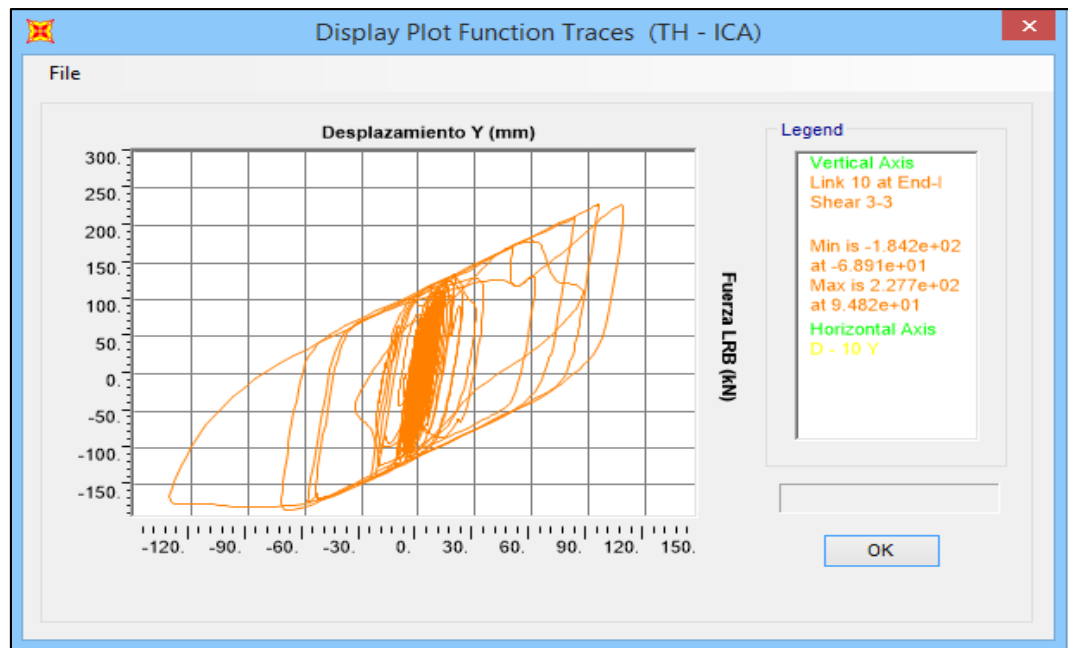 Display Plot Function Traces (TH - ICA)
File
Desplazamiento Y (mm)
300.
250.
200.
150.
100.
50.
0.
-50.
-100.
-150.
-120. -90. -60. -30. 0. 30. 60. 90. 120. 150.
Fuerza LRB (kN)
Legend
Vertical Axis
Link 10 at End-I
Shear 3-3
Min is -1.842e+02
at -6.891e+01
Max is 2.277e+02
at 9.482e+01
Horizontal Axis
D - 10 Y
OK